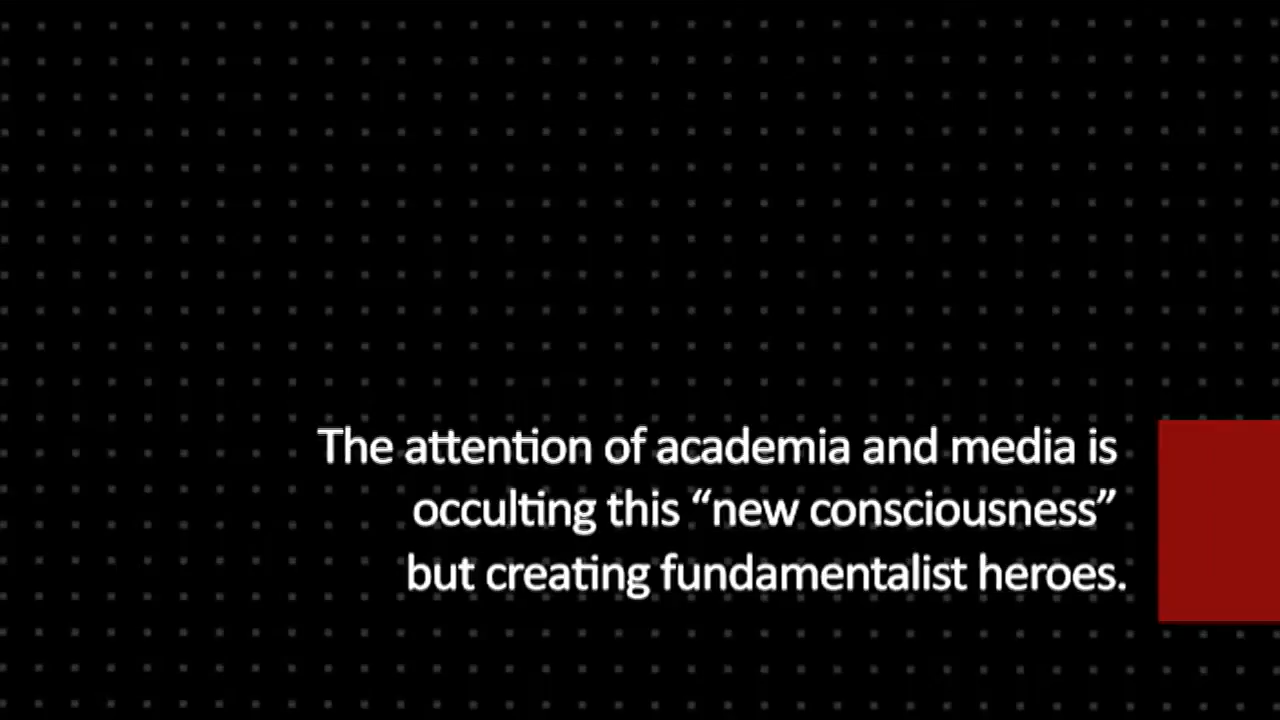 The attention of academia and media is
occulting this “new consciousness”
but creating fundamentalist heroes.